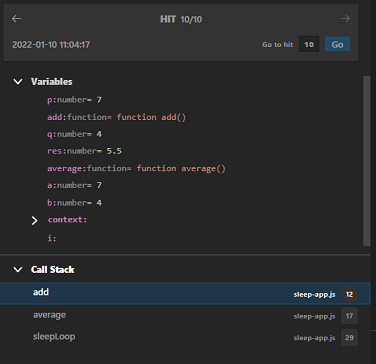 HIT 10/10
2022-01-10 11:04:17 Go to hit 10 Go
Variables
p:number= 7
add:function= function add()
q:number= 4
res:number= 5.5
average:function= function average()
a:number= 7
b:number= 4
context:
i:
Call Stack
add sleep-app.js 12
average sleep-app.js 17
sleepLoop sleep-app.js 29